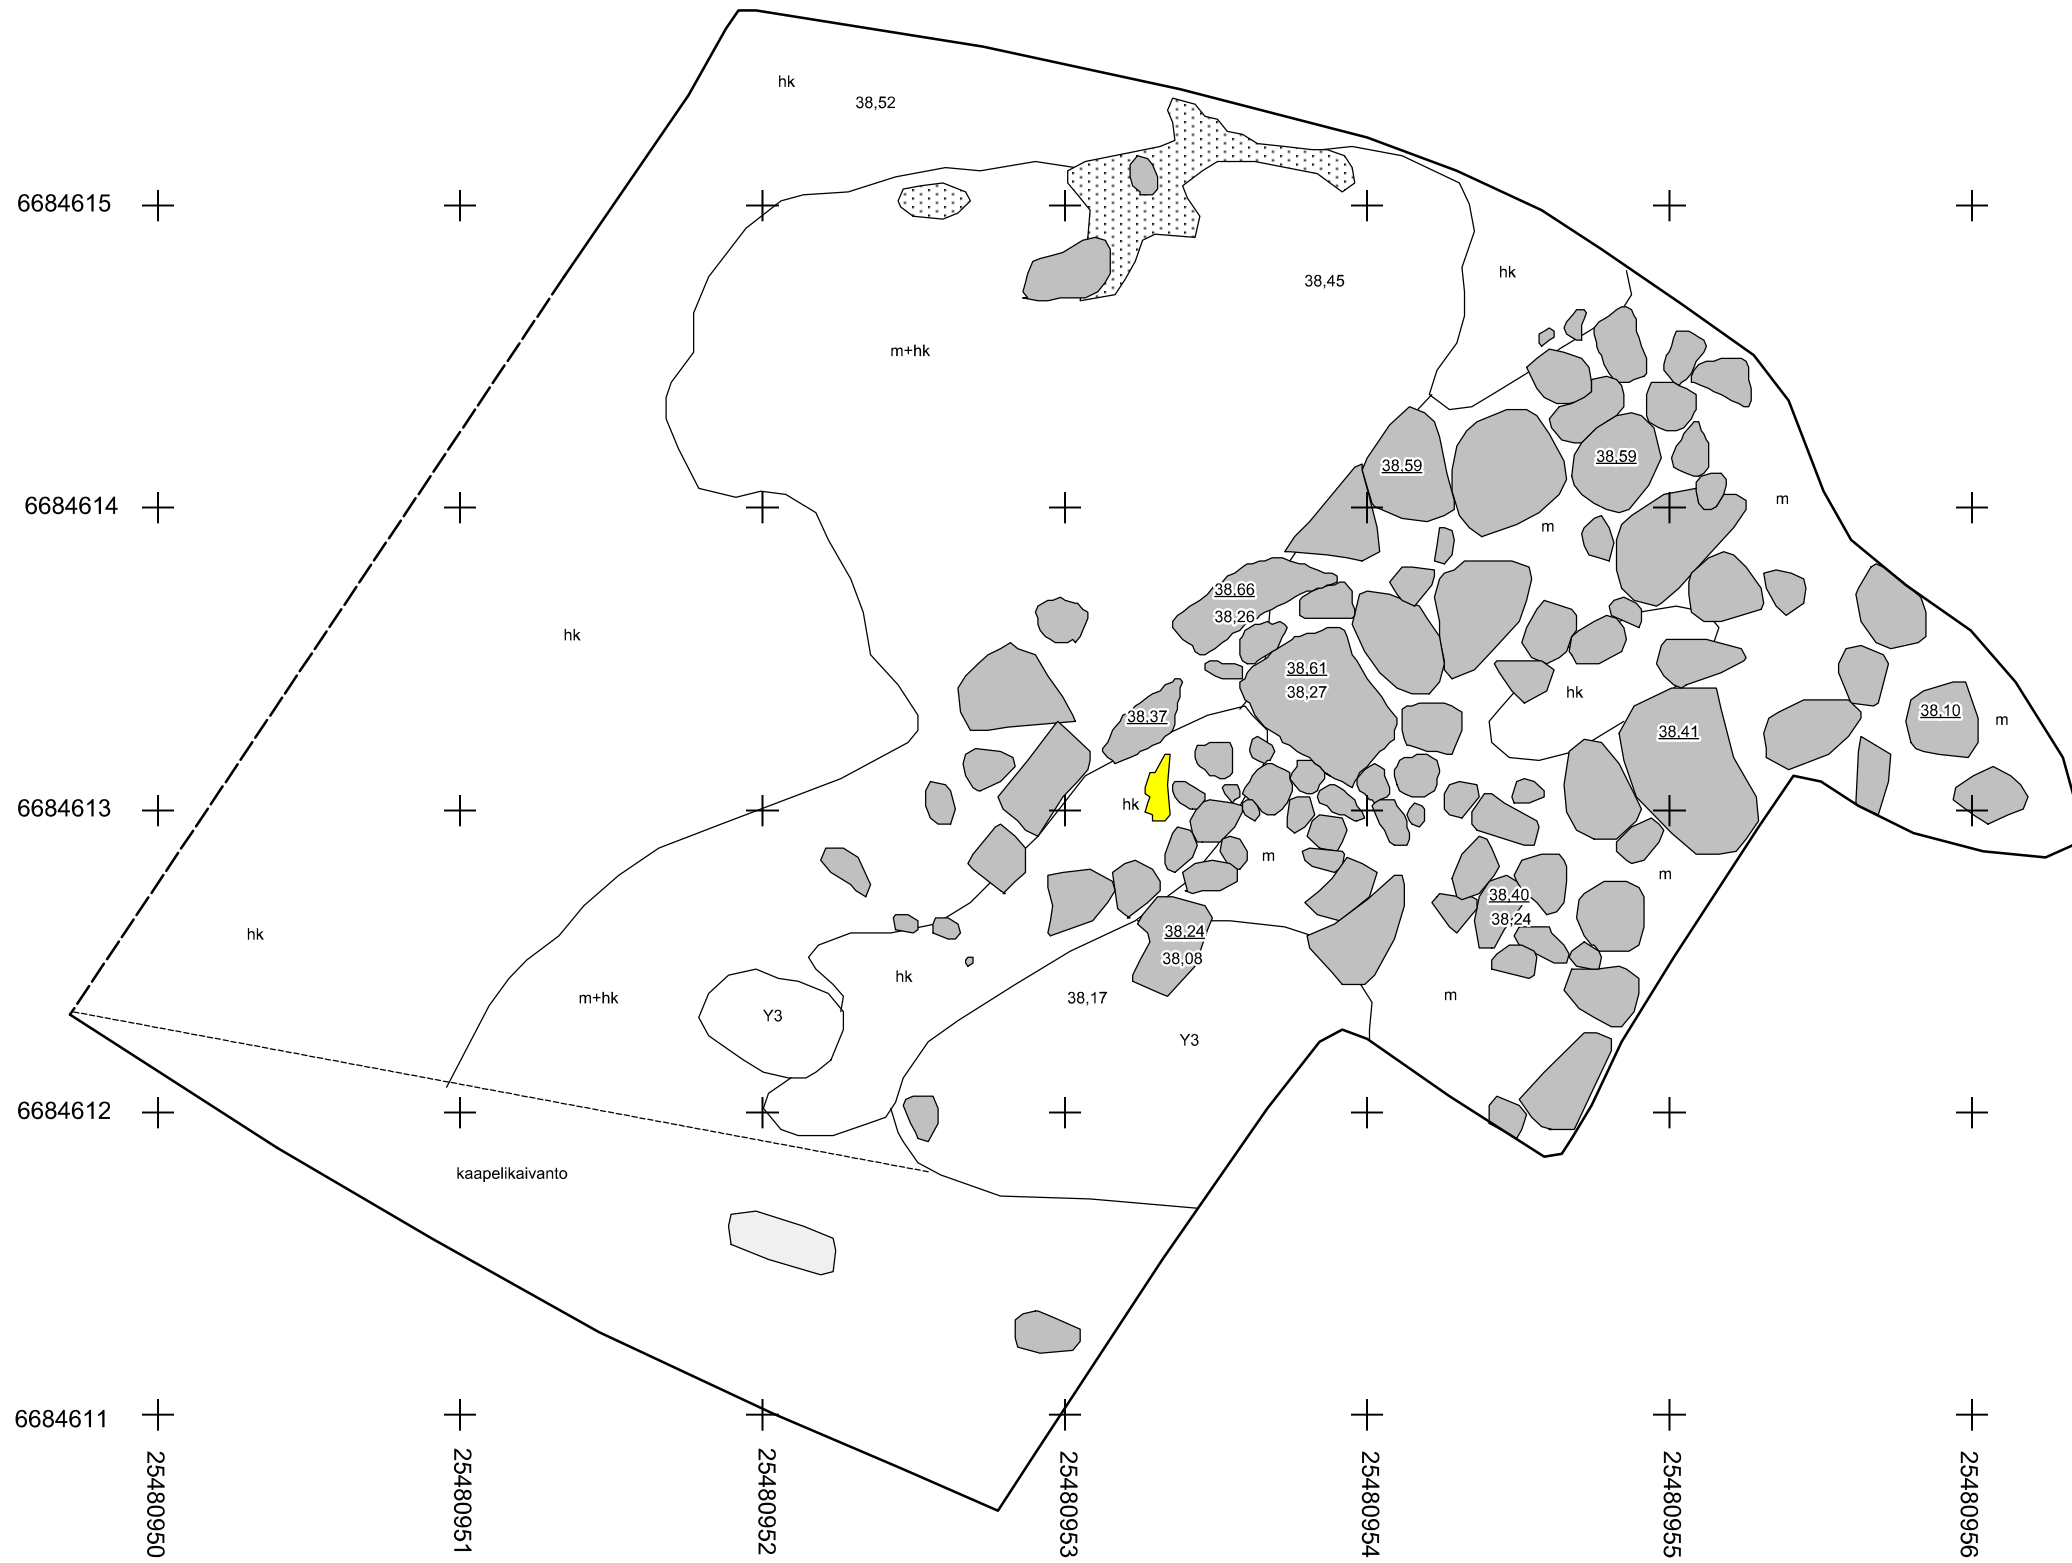 hk
38,52
6684615
38,45
hk
m+hk
38,59
38,59
6684614
m
m
38,66
38,26
hk
38,61
38,27
hk
38,37
38,41
38,10
m
6684613
hk
m
m
38,40
38,24
hk
38,24
38,08
hk
m+hk
38,17
m
Y3
Y3
6684612
kaapelikaivanto
6684611
25480950
25480951
25480952
25480953
25480954
25480955
25480956